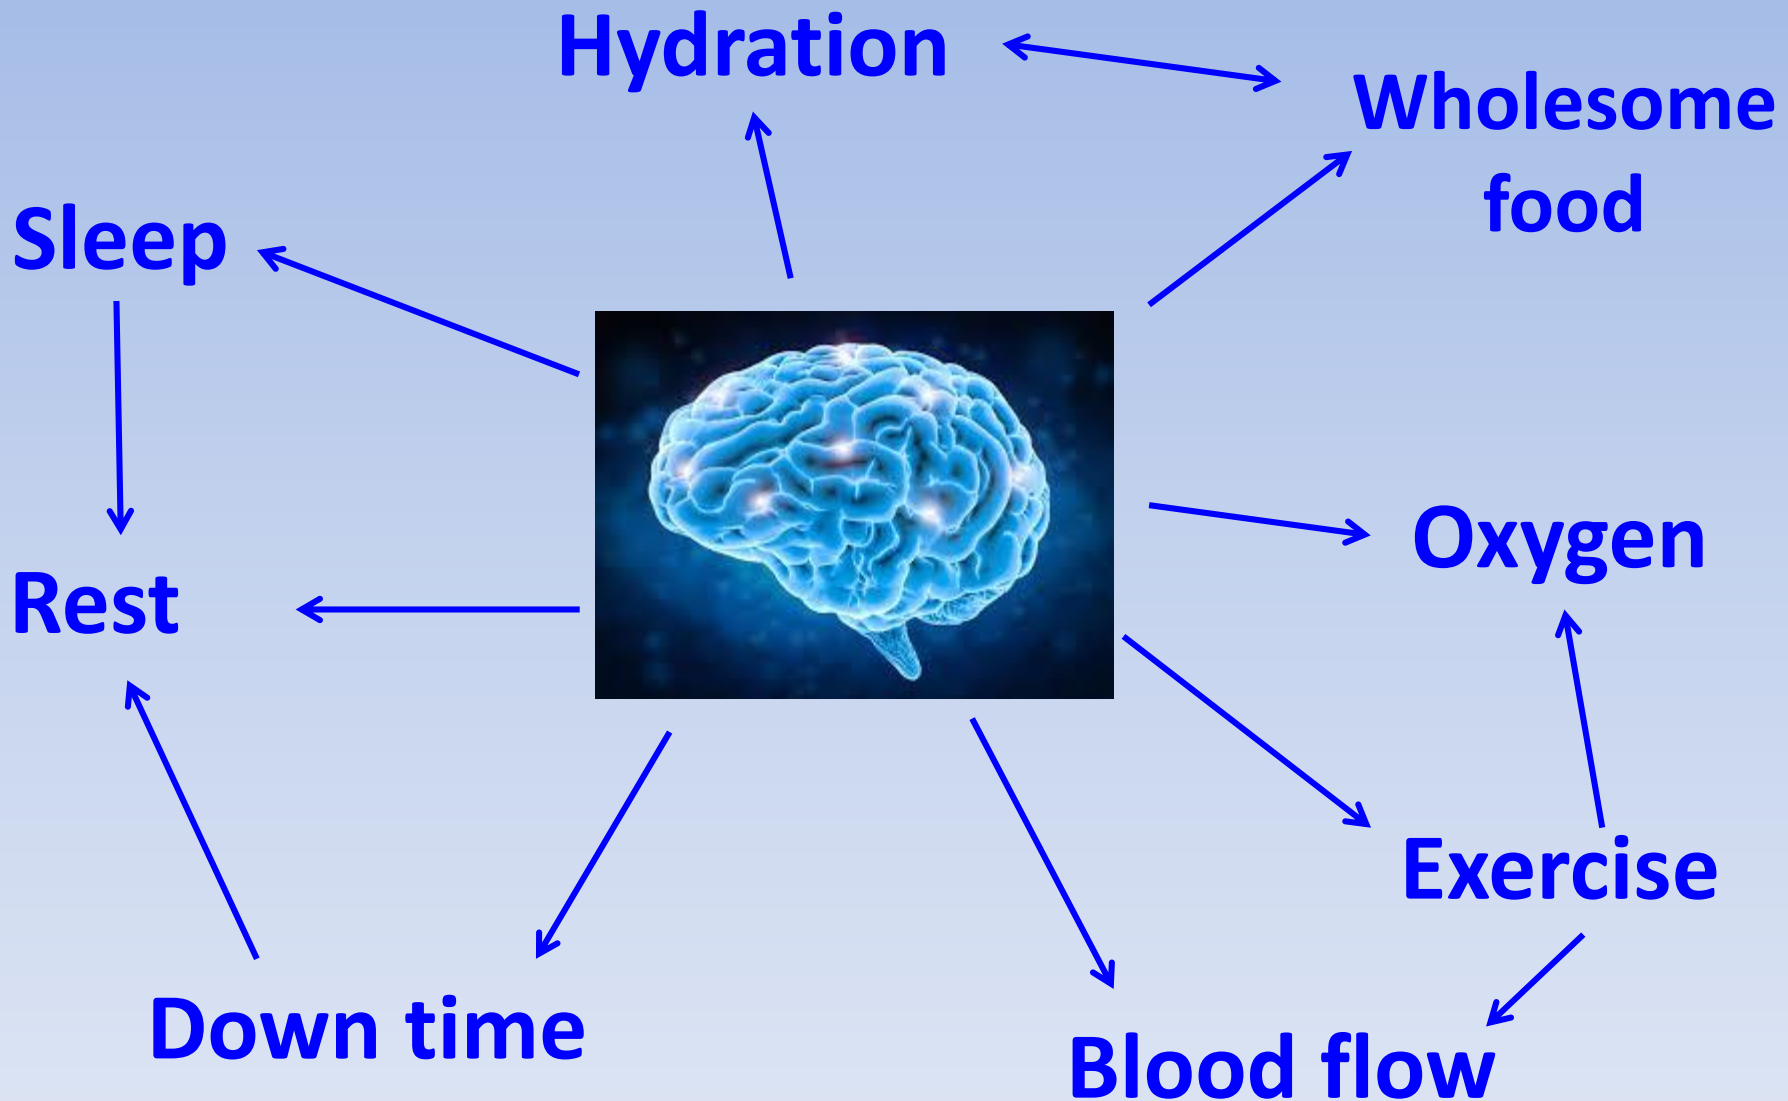 Hydration
Wholesome
food
Sleep
Oxygen
Rest
Exercise
Down time
Blood flow